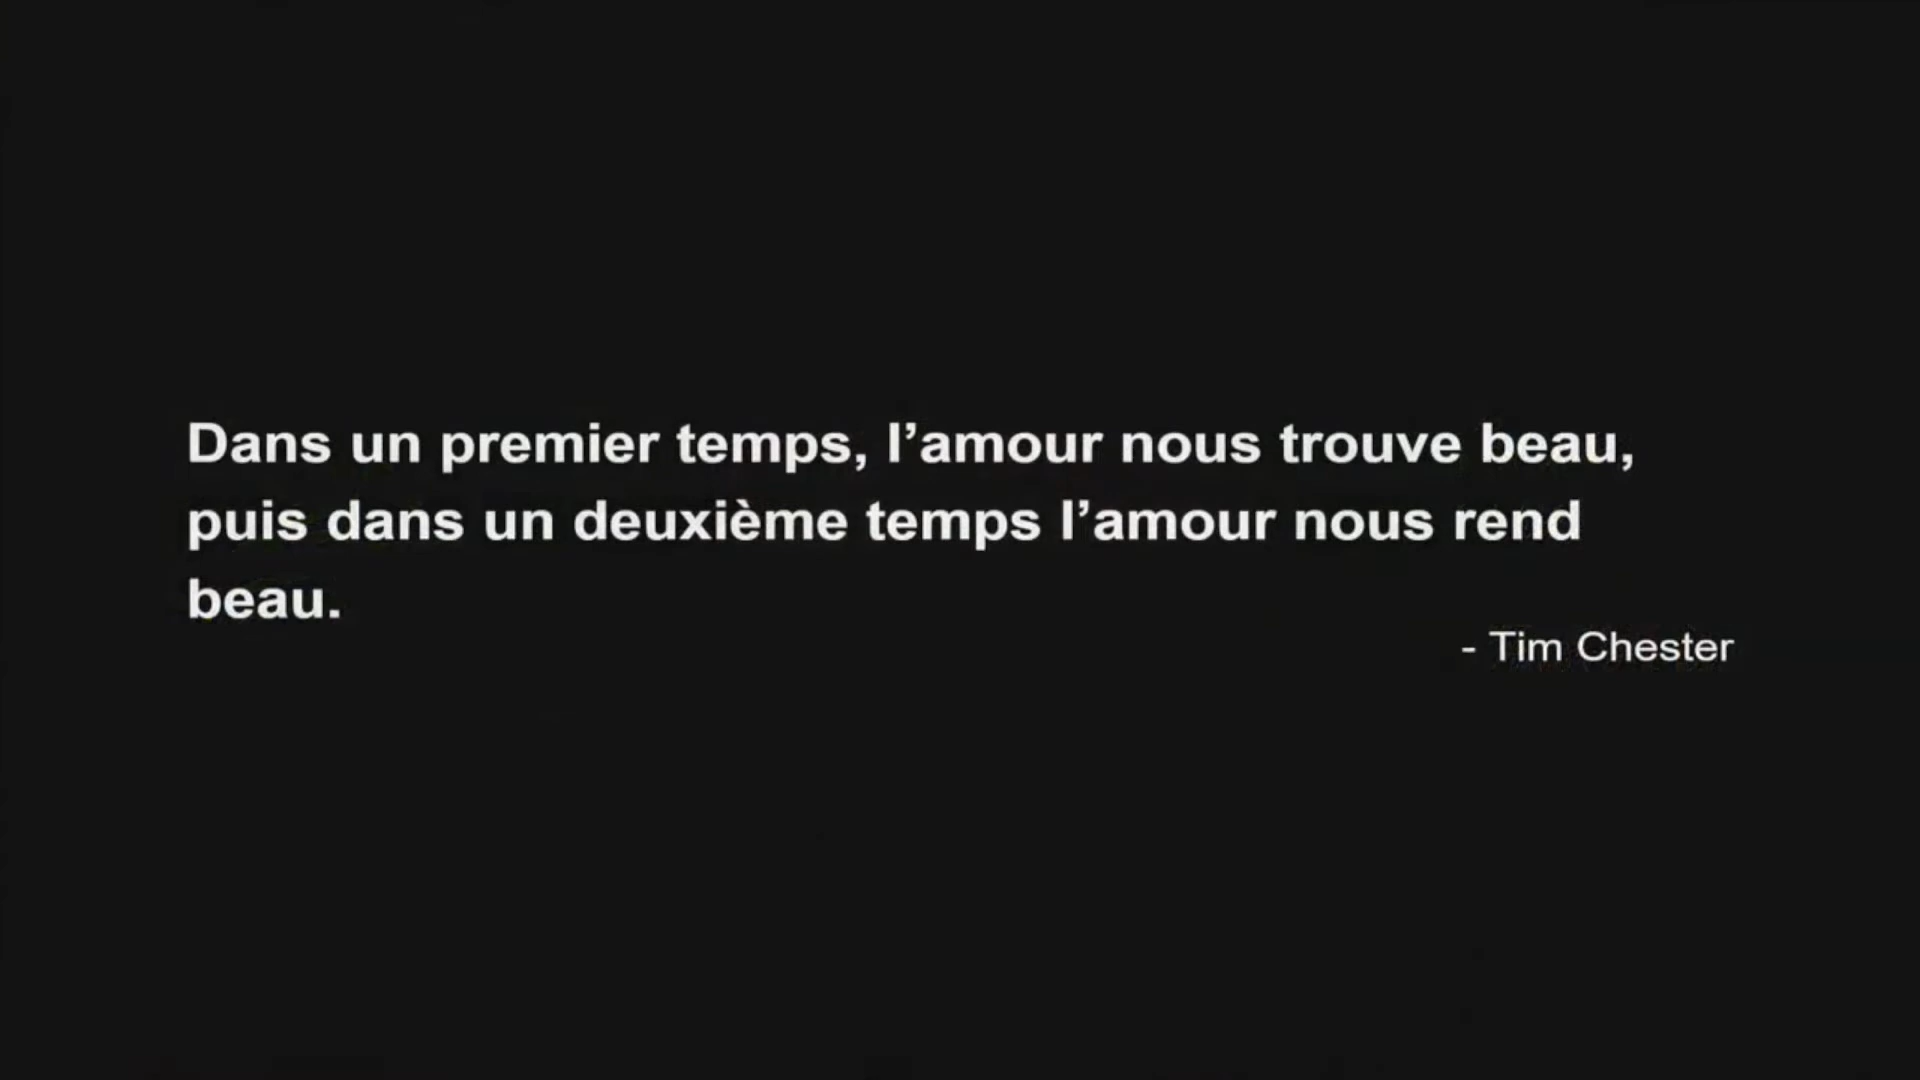 Dans un premier temps, l’amour nous trouve beau,
puis dans un deuxième temps l’amour nous rend
beau.
- Tim Chester